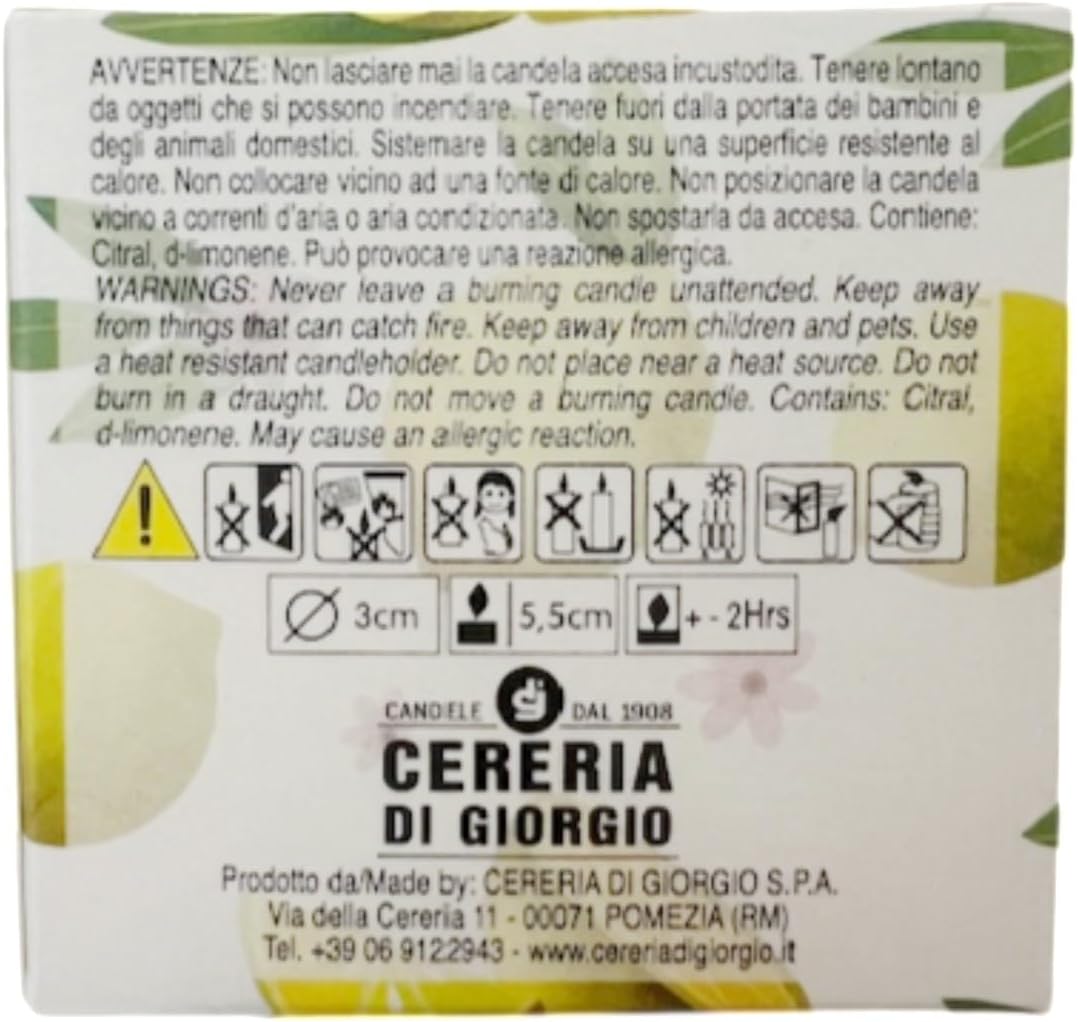 AVVERTENZE: Non lasciare mai la candela accesa incustodita. Tenere lontano
da oggetti che si possono incendiare. Tenere fuori dalla portata dei bambini e
degli animali domestici. Sistemare la candela su una superficie resistente al
calore. Non collocare vicino ad una fonte di calore. Non posizionare la candela
vicino a correnti d'aria o aria condizionata. Non spostarla da accesa. Contiene:
Citral, d-limonene. Può provocare una reazione allergica.
WARNINGS: Never leave a burning candle unattended. Keep away
from things that can catch fire. Keep away from children and pets. Use
a heat resistant candleholder. Do not place near a heat source. Do not
burn in a draught. Do not move a burning candle. Contains: Citral,
d-limonene. May cause an allergic reaction.
3cm 5,5cm + - 2Hrs
CANDELE dg DAL 1908
CERERIA
DI GIORGIO
Prodotto da/Made by: CERERIA DI GIORGIO S.P.A.
Via della Cereria 11 - 00071 POMEZIA (RM)
Tel. +39 06 9122943 - www.cereriadigiorgio.it